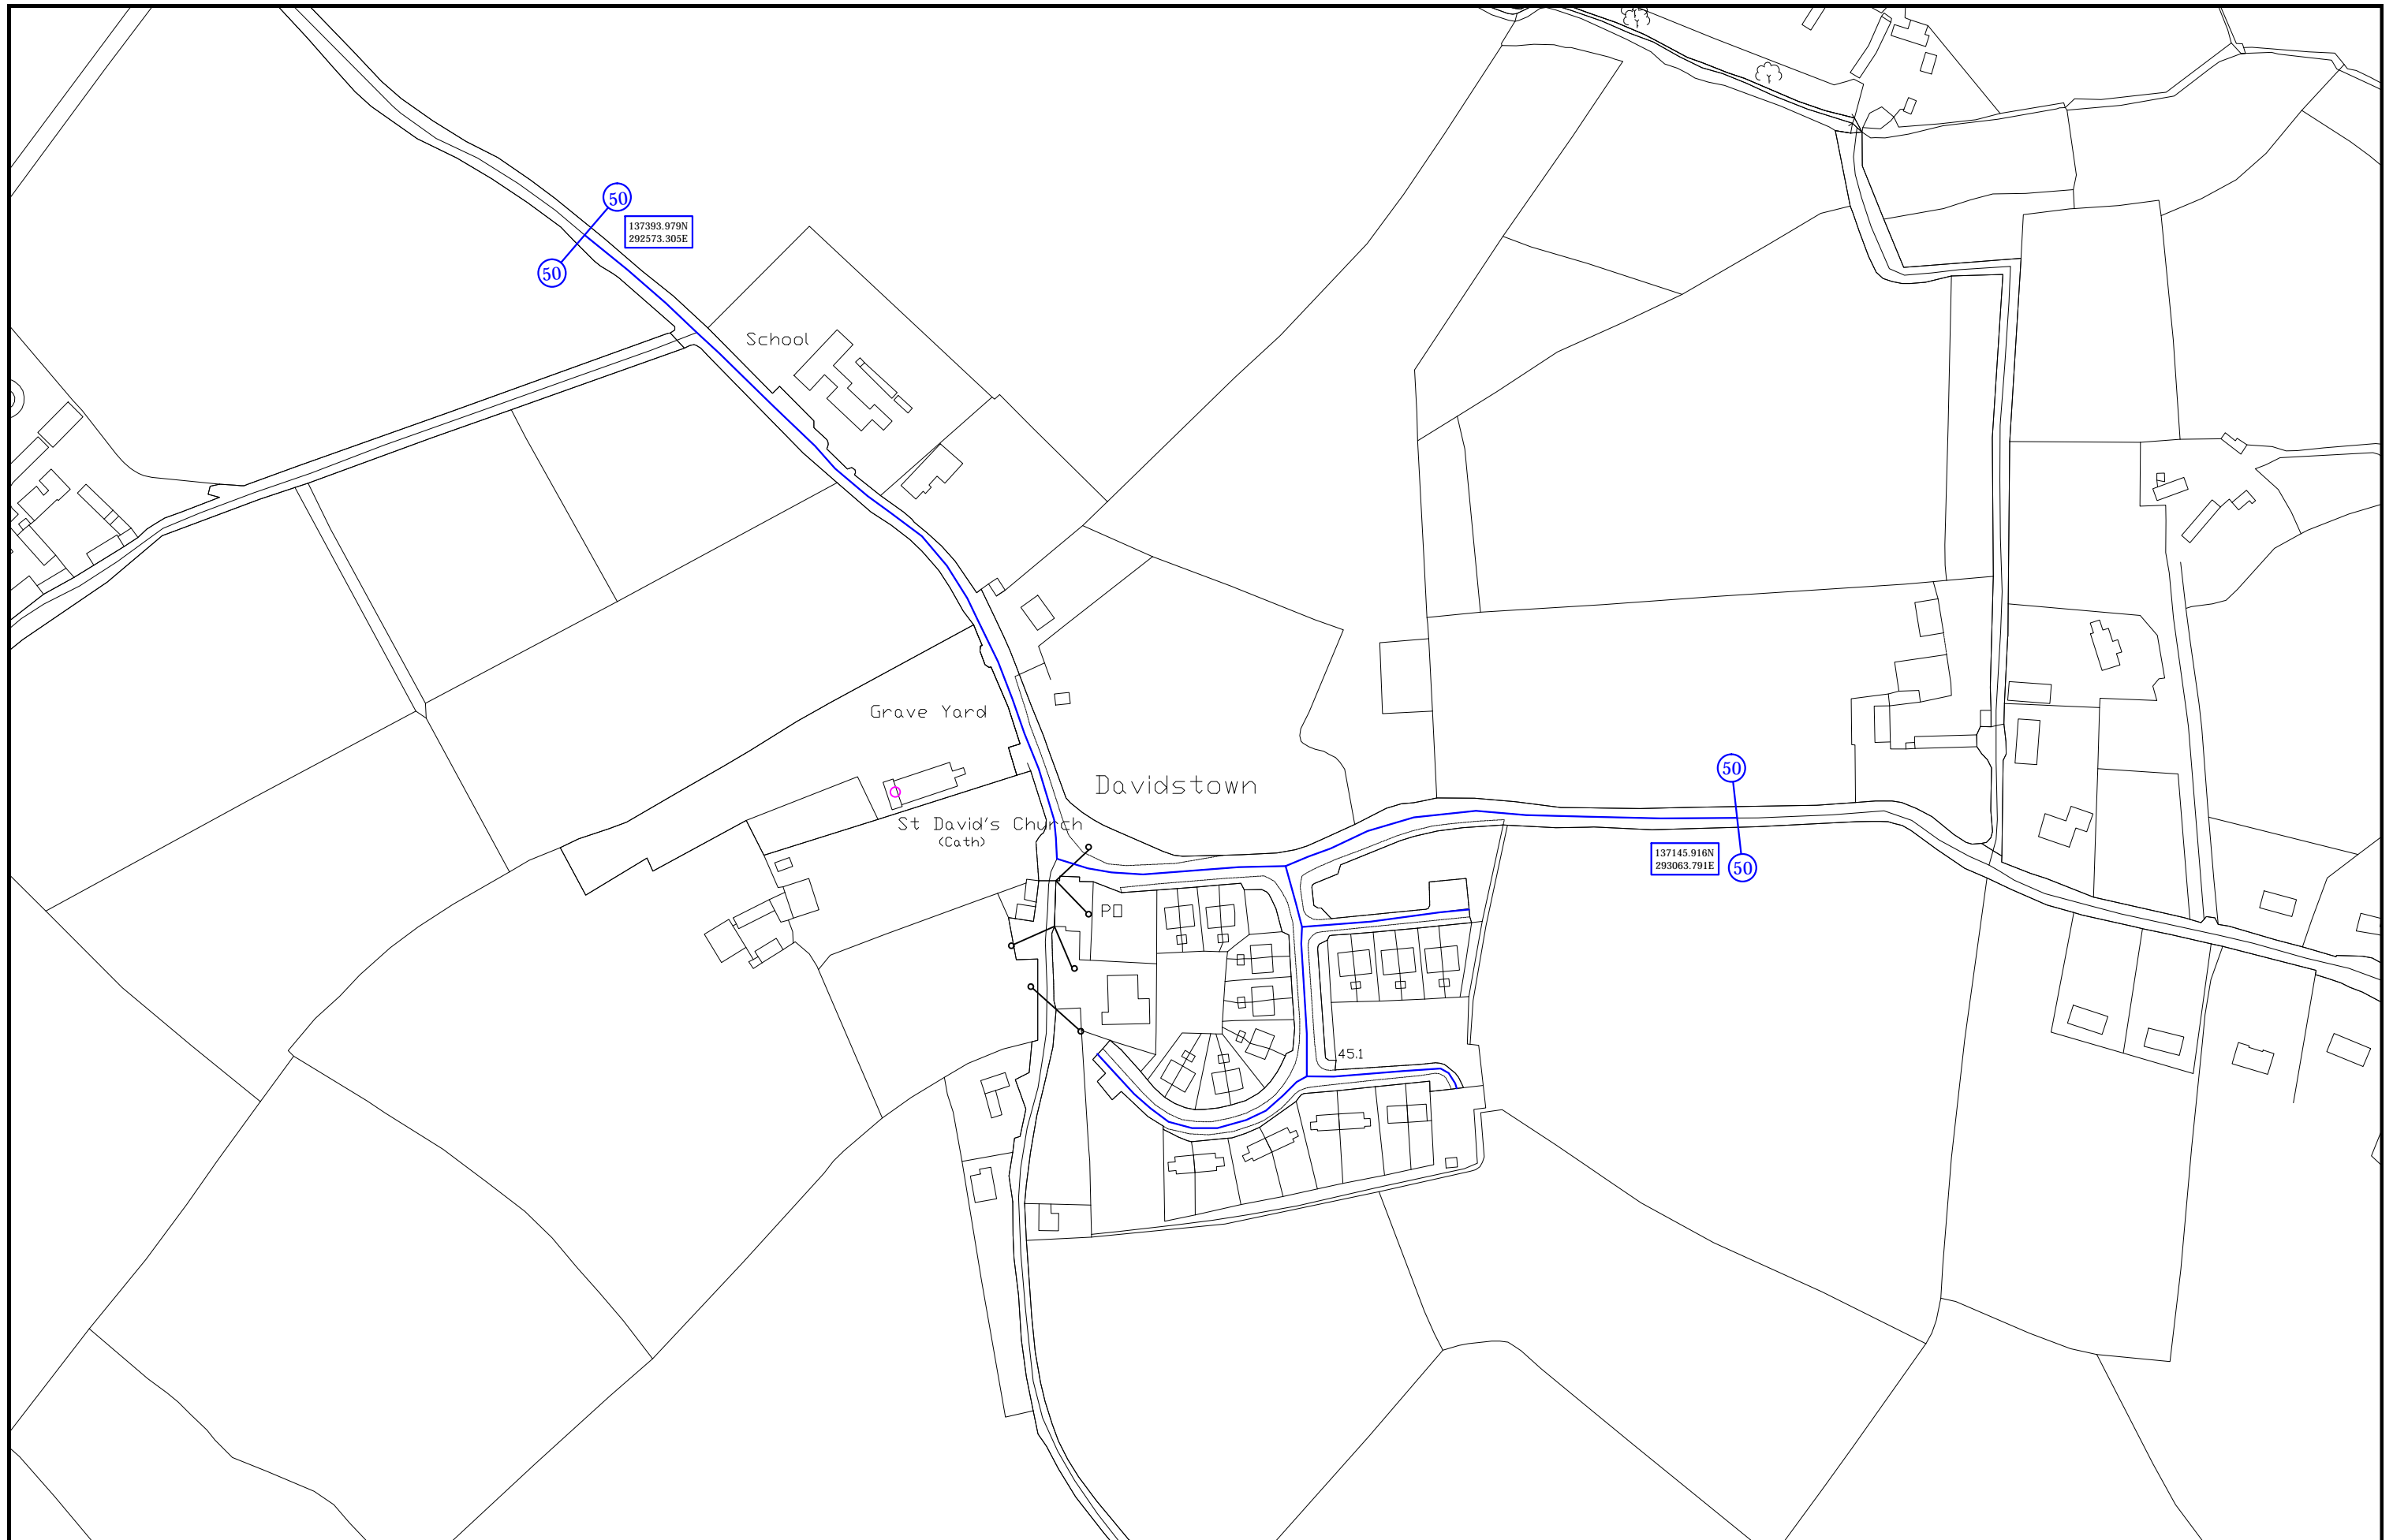 50
137393.979N
292573.305E
50
School
Grave Yard
Davidstown
50
St David's Church
(Cath)
137145.916N
293063.791E
50
PO
45.1